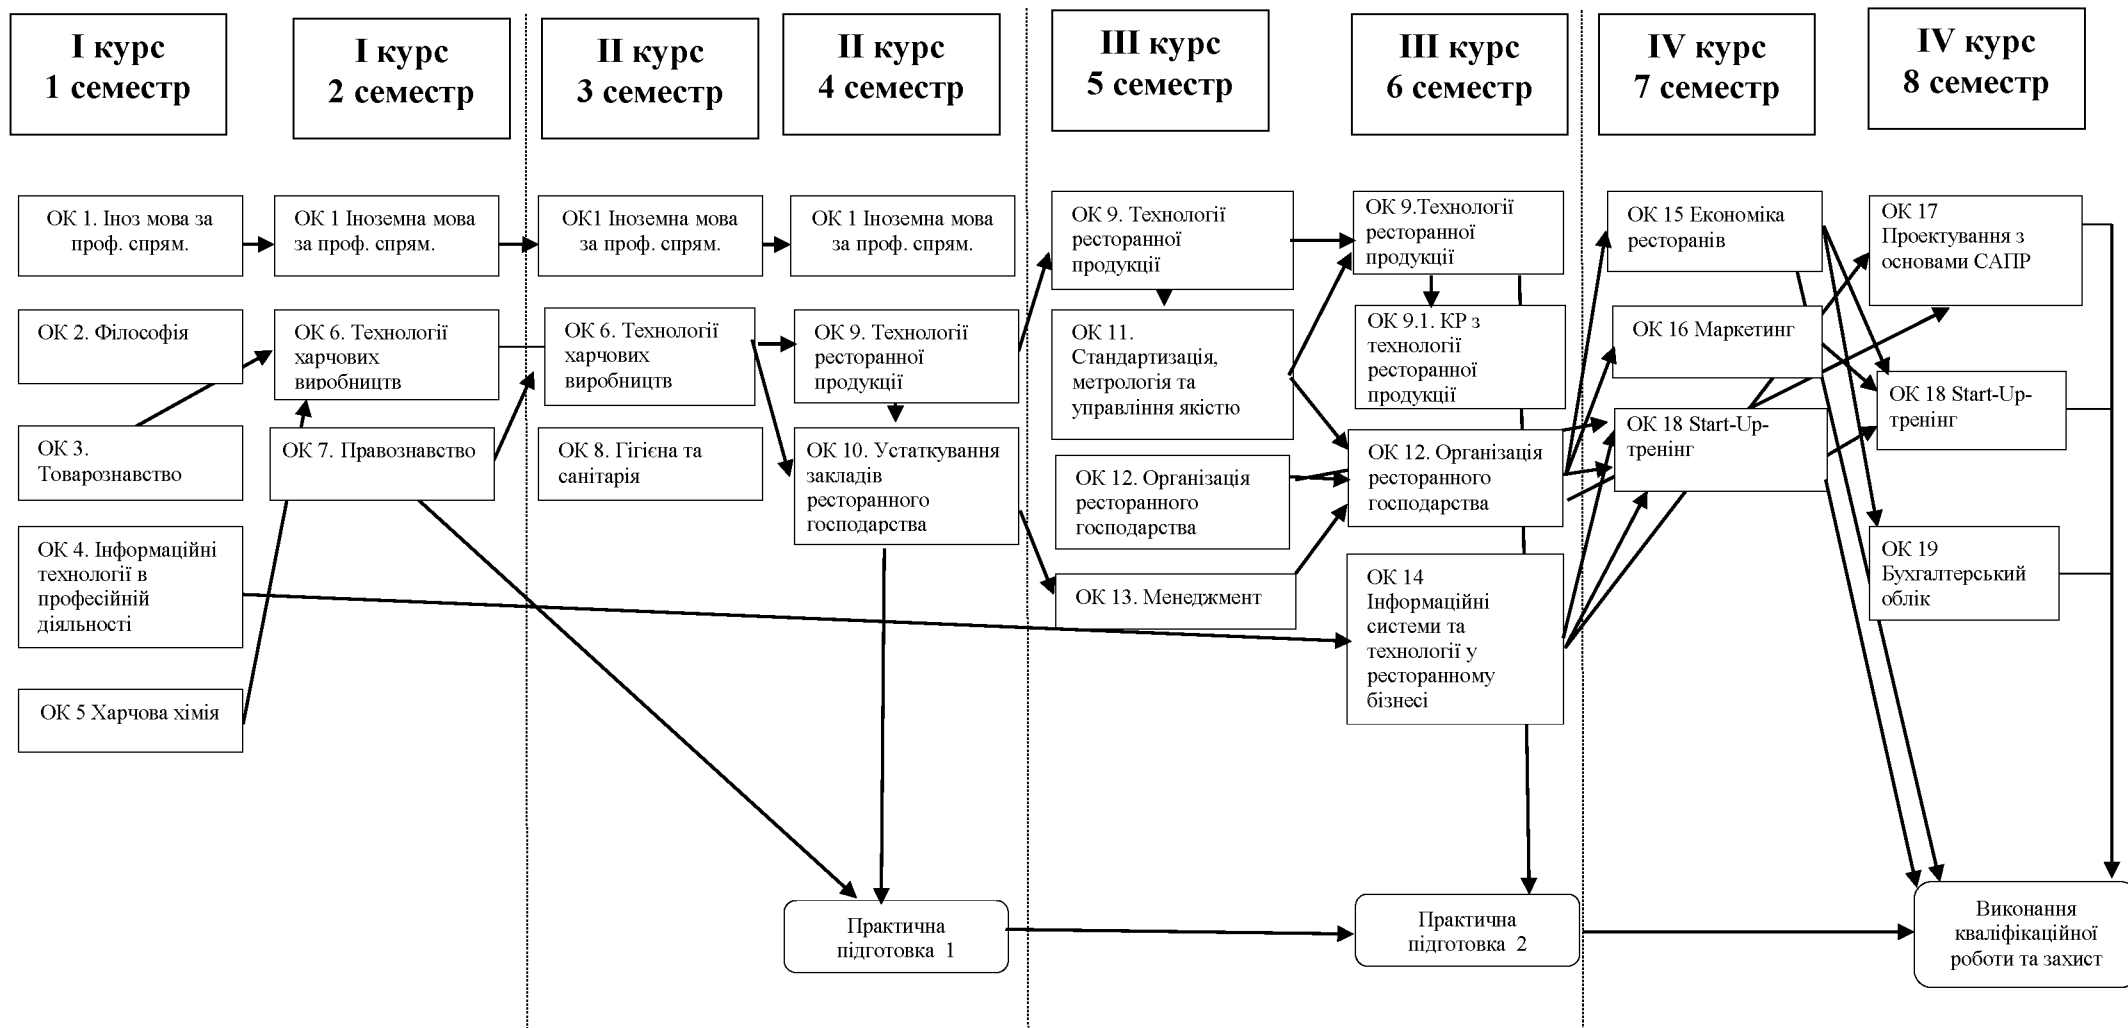 І курс
1 семестр
І курс
2 семестр
ІІ курс
3 семестр
ІІ курс
4 семестр
ІІІ курс
5 семестр
ІІІ курс
6 семестр
IV курс
7 семестр
IV курс
8 семестр
ОК 1. Іноз мова за
проф. спрям.
ОК 2. Філософія
ОК 3.
Товарознавство
ОК 4. Інформаційні
технології в
професійній
діяльності
ОК 5 Харчова хімія
ОК 1 Іноземна мова
за проф. спрям.
ОК 6. Технології
харчових
виробництв
ОК 7. Правознавство
ОК1 Іноземна мова
за проф. спрям.
ОК 6. Технології
харчових
виробництв
ОК 8. Гігієна та
санітарія
ОК 1 Іноземна мова
за проф. спрям.
ОК 9. Технології
ресторанної
продукції
ОК 10. Устаткування
закладів
ресторанного
господарства
Практична
підготовка 1
ОК 9. Технології
ресторанної
продукції
ОК 11.
Стандартизація,
метрологія та
управління якістю
ОК 12. Організація
ресторанного
господарства
ОК 13. Менеджмент
ОК 9.Технології
ресторанної
продукції
ОК 9.1. КР з
технології
ресторанної
продукції
ОК 12. Організація
ресторанного
господарства
ОК 14
Інформаційні
системи та
технології у
ресторанному
бізнесі
Практична
підготовка 2
ОК 15 Економіка
ресторанів
ОК 16 Маркетинг
ОК 18 Start-Up-
тренінг
ОК 17
Проектування з
основами САПР
ОК 18 Start-Up-
тренінг
ОК 19
Бухгалтерський
облік
Виконання
кваліфікаційної
роботи та захист